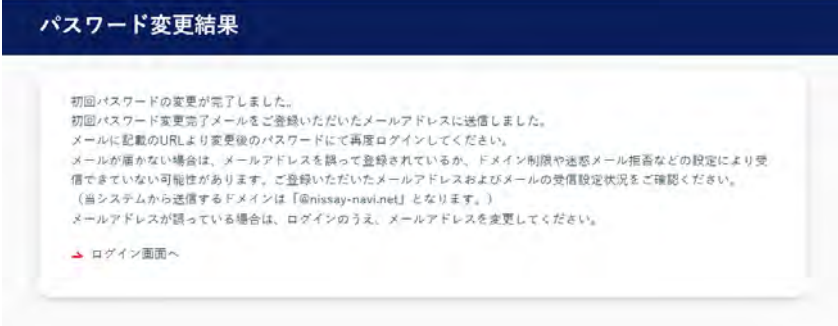 パスワード変更結果
初回パスワードの変更が完了しました。
初回パスワード変更完了メールをご登録いただいたメールアドレスに送信しました。
メールに記載のURLより変更後のパスワードにて再度ログインしてください。
メールが届かない場合は、メールアドレスを誤って登録されているか、ドメイン制限や迷惑メール拒否などの設定により受
信できていない可能性があります。ご登録いただいたメールアドレスおよびメールの受信設定状況をご確認ください。
（当システムから送信するドメインは「@nissay-navi.net」となります。）
メールアドレスが誤っている場合は、ログインのうえ、メールアドレスを変更してください。
ログイン画面へ